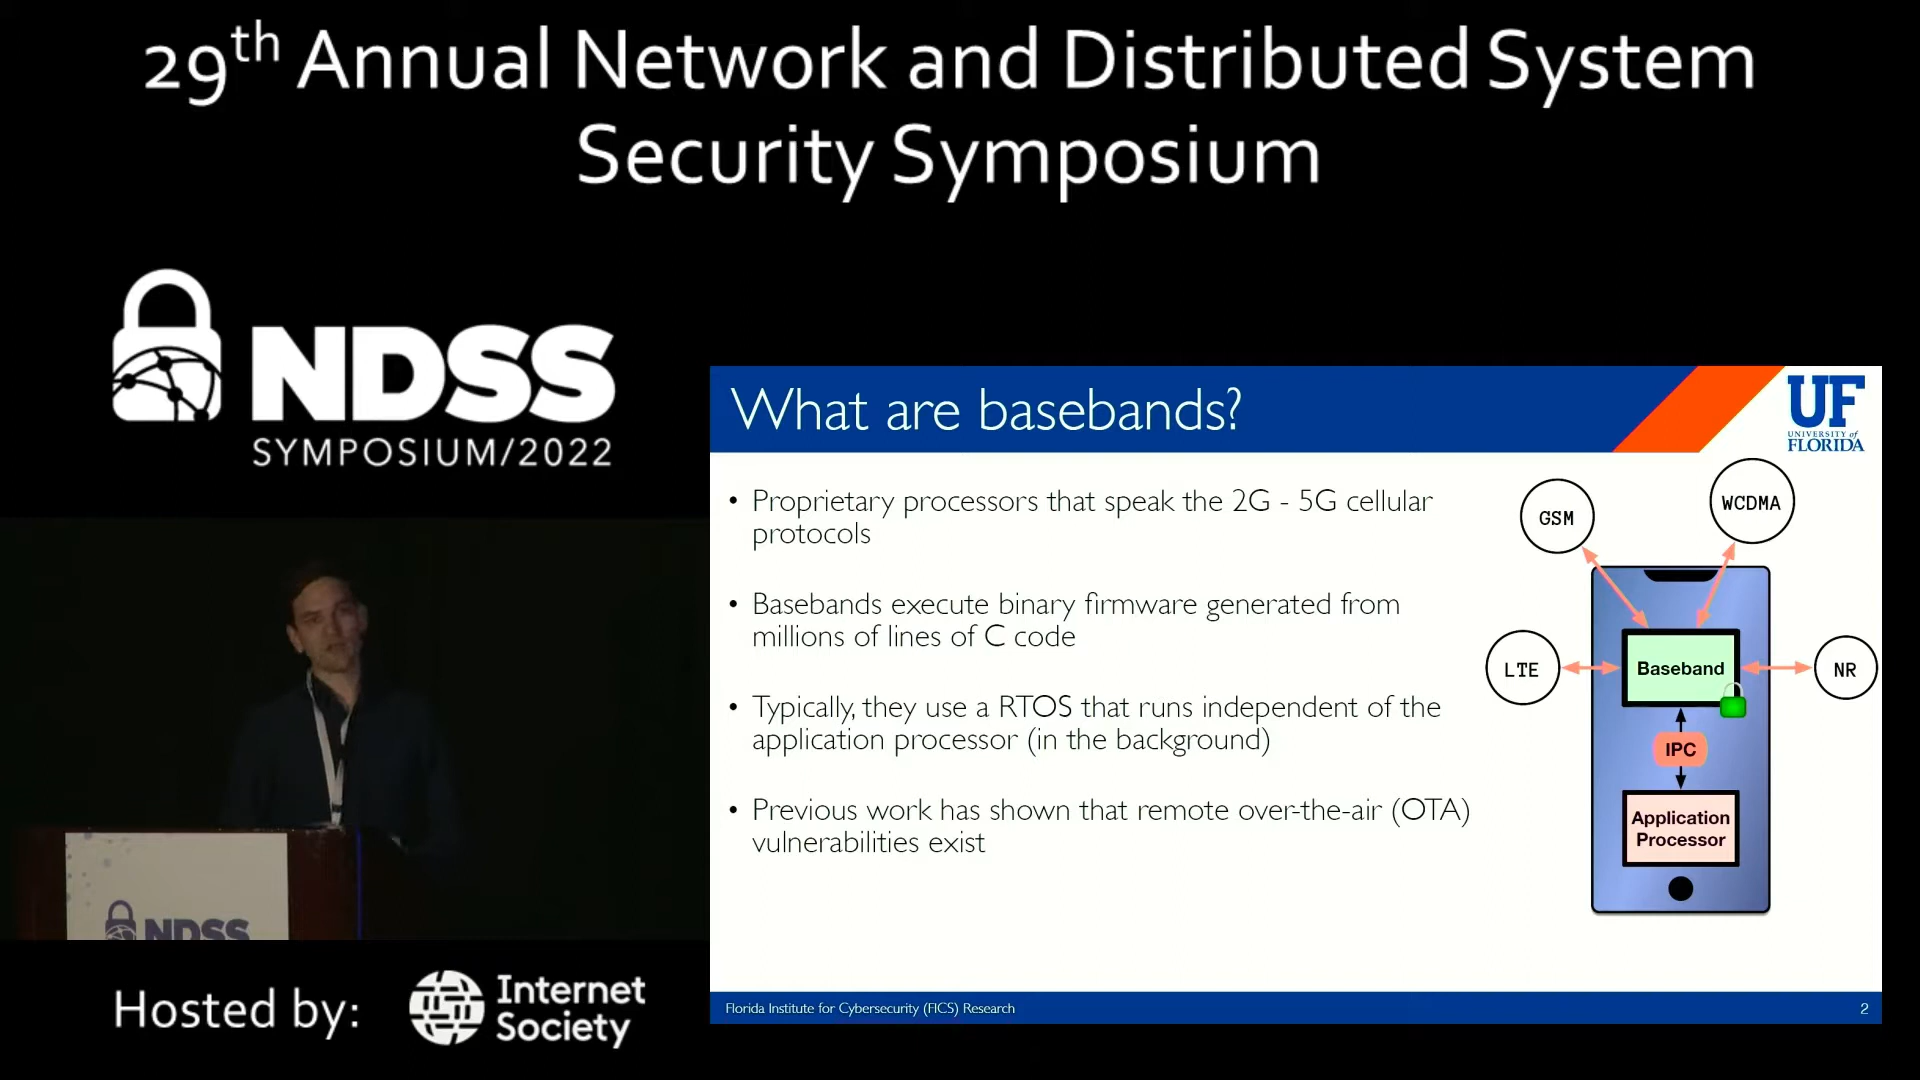 29th Annual Network and Distributed System
Security Symposium
NDSS
SYMPOSIUM/2022
What are basebands?
UF
UNIVERSITY of
FLORIDA
• Proprietary processors that speak the 2G - 5G cellular
protocols
• Basebands execute binary firmware generated from
millions of lines of C code
• Typically, they use a RTOS that runs independent of the
application processor (in the background)
• Previous work has shown that remote over-the-air (OTA)
vulnerabilities exist
GSM
WCDMA
LTE
Baseband
NR
IPC
Application
Processor
Florida Institute for Cybersecurity (FICS) Research
2
NDSS
Hosted by:
Internet
Society